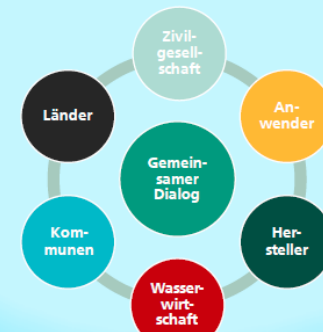 Zivil-
gesell-
schaft
Länder
An-
wender
Gemein-
samer
Dialog
Kom-
munen
Her-
steller
Wasser-
wirt-
schaft